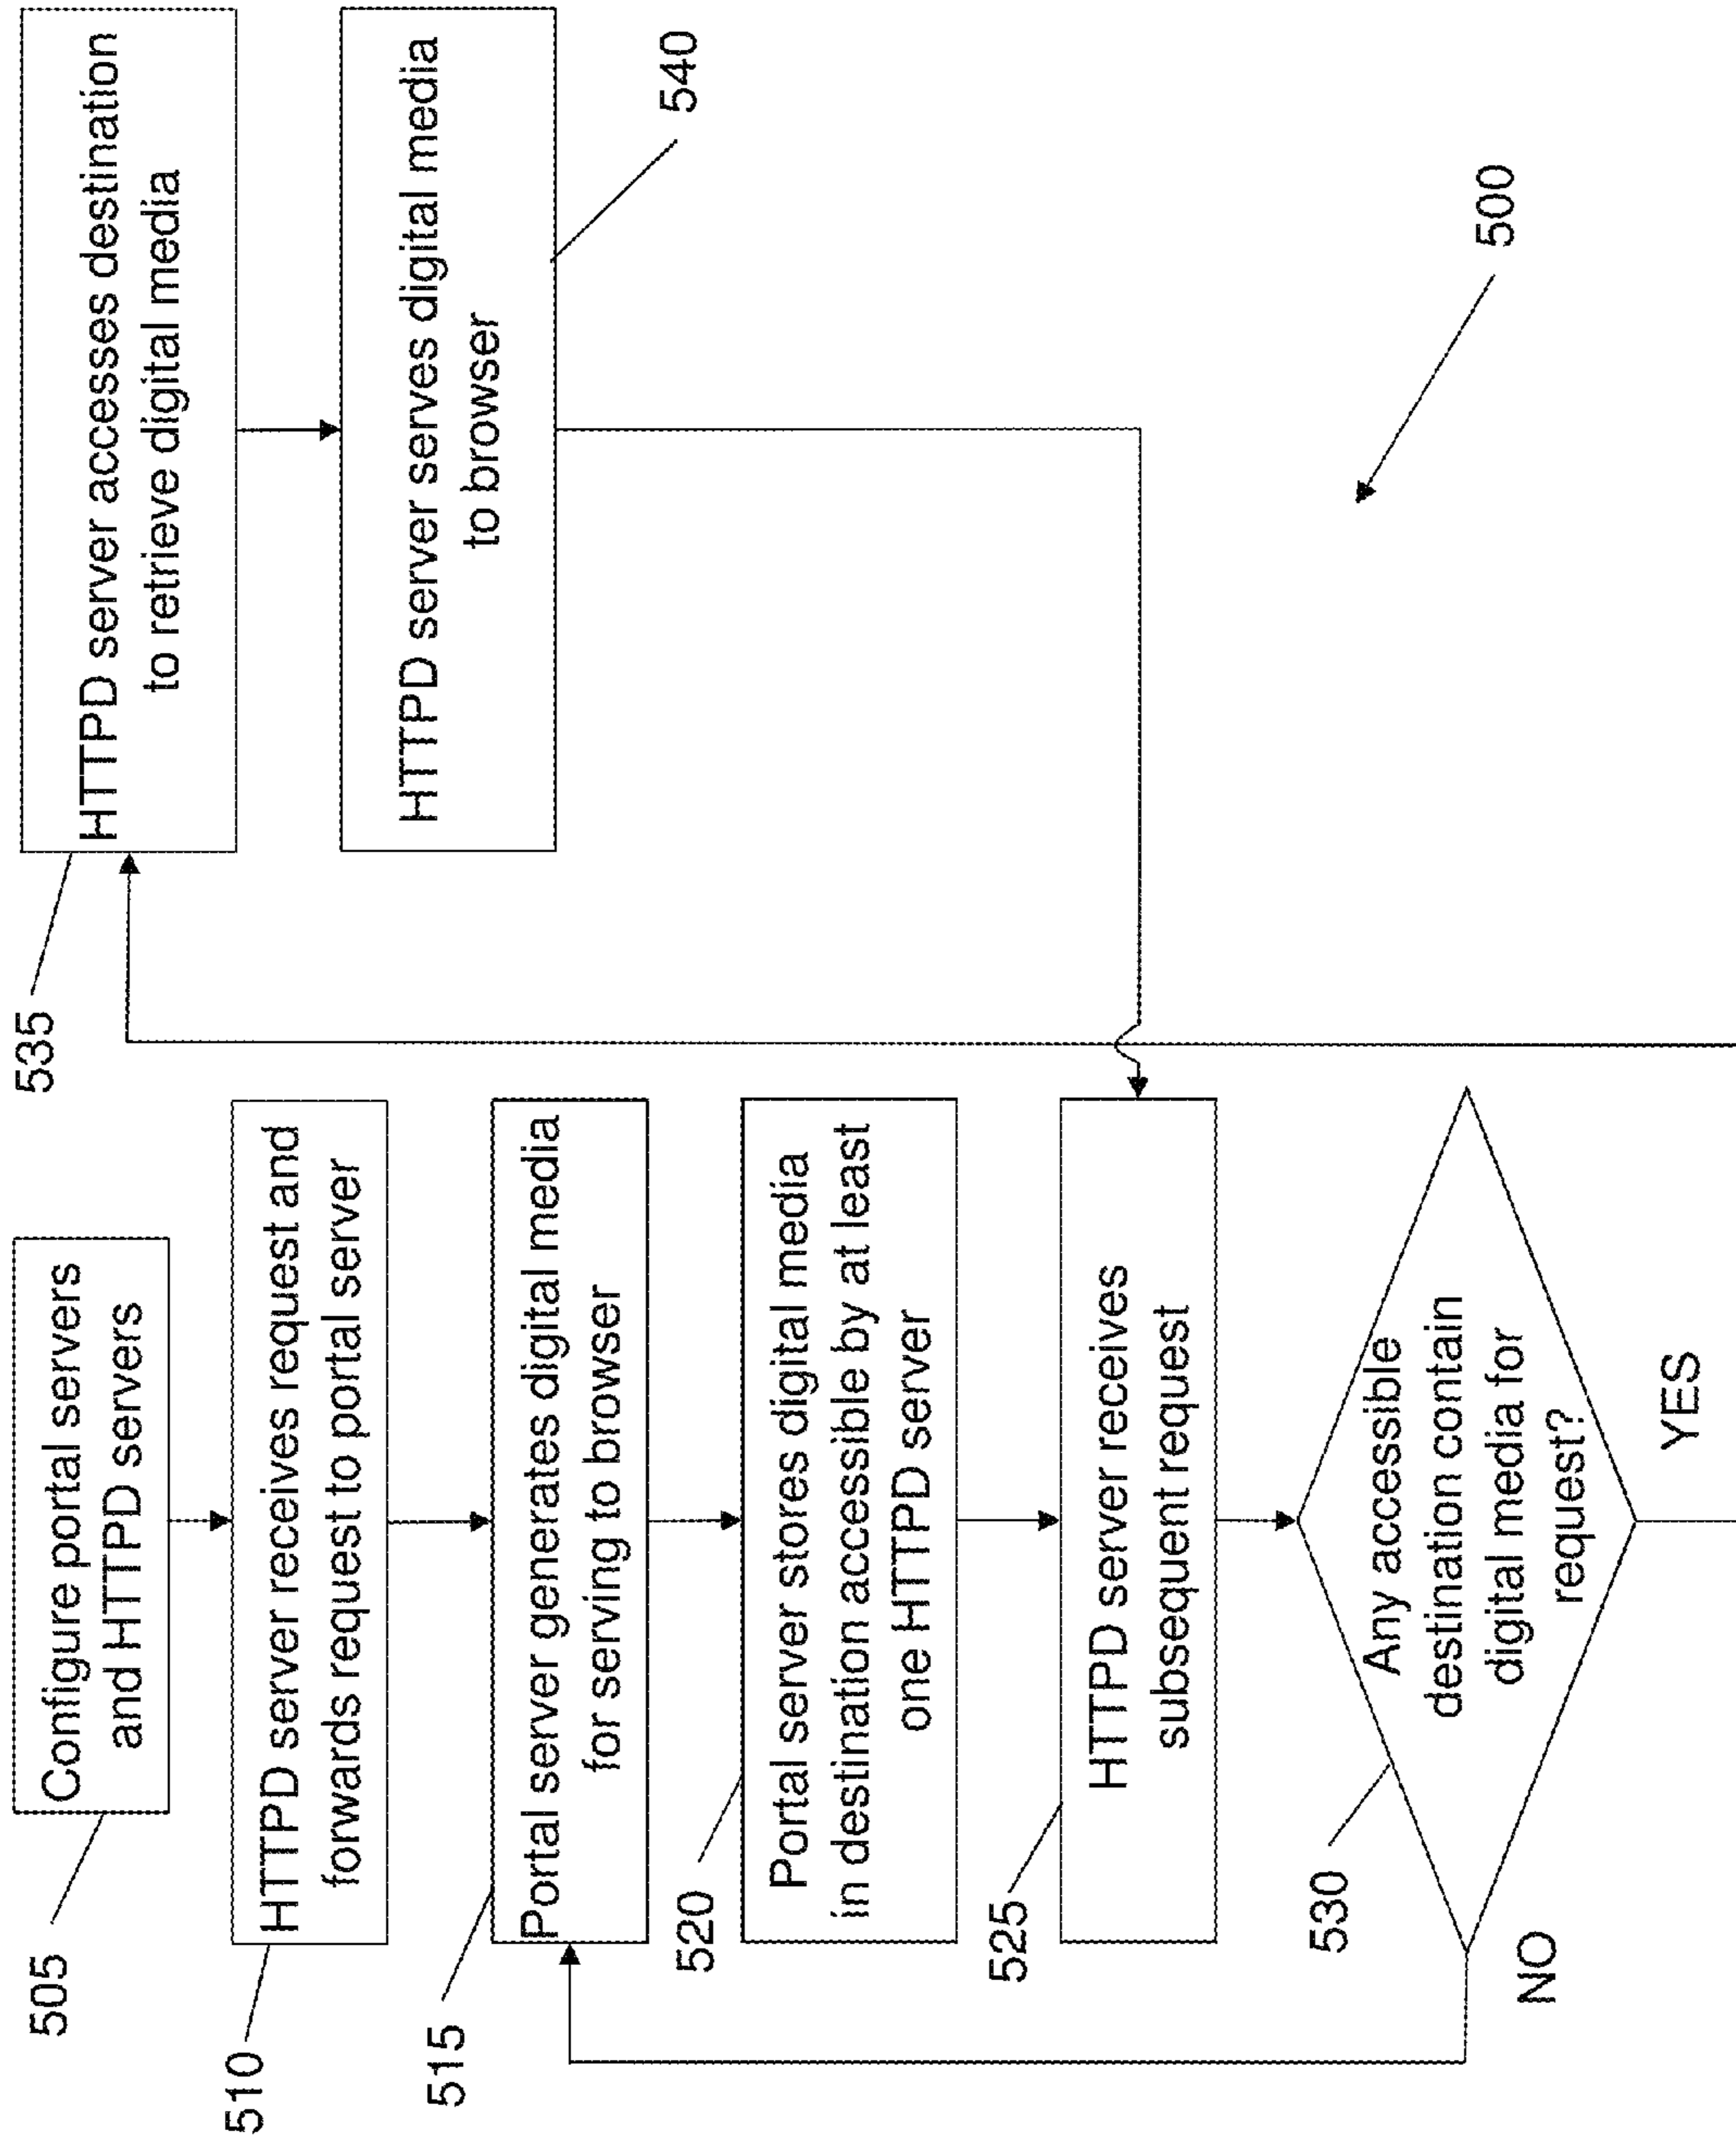 505
Configure portal servers
and HTTPD servers
510
HTTPD server receives request and
forwards request to portal server
515
Portal server generates digital media
for serving to browser
520
Portal server stores digital media
in destination accessible by at least
one HTTPD server
525
HTTPD server receives
subsequent request
530
Any accessible
destination contain
digital media for
request?
NO
YES
535
HTTPD server accesses destination
to retrieve digital media
HTTPD server serves digital media
to browser
540
500